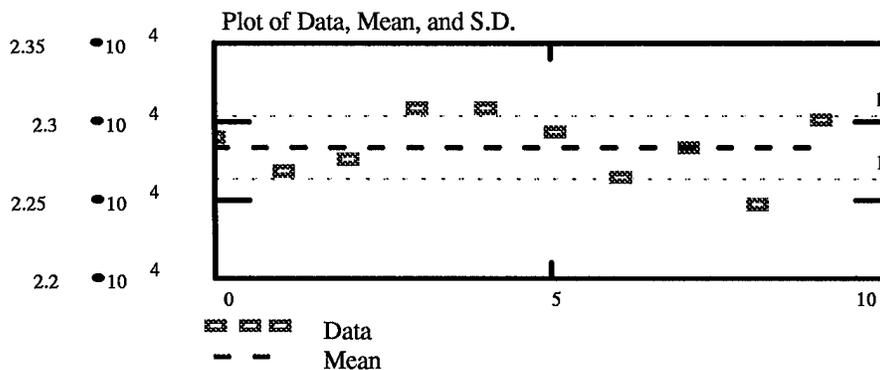 Plot of Data, Mean, and S.D.
2.35 •10 4
2.3 •10 4
2.25 •10 4
2.2 •10 4
0 5 10
Data
Mean